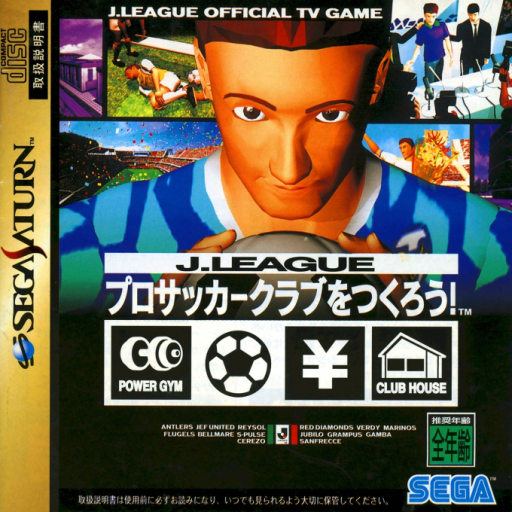 J.LEAGUE OFFICIAL TV GAME
COMPACT
disc
取扱説明書
SEGA SATURN™
J.LEAGUE
プロサッカークラブをつくろう!™
POWER GYM
¥
CLUB HOUSE
ANTLERS JEFUNITED REYSOL
FLUGELS BELLMARE S-PULSE
CEREZO
J
RED DIAMONDS VERDY MARINOS
JUBILO GRAMPUS GAMBA
SANFRECCE
推奨年齢
全年齢
SEGA
取扱説明書は使用前に必ずお読みになり、いつでも見られるよう大切に保管してください。